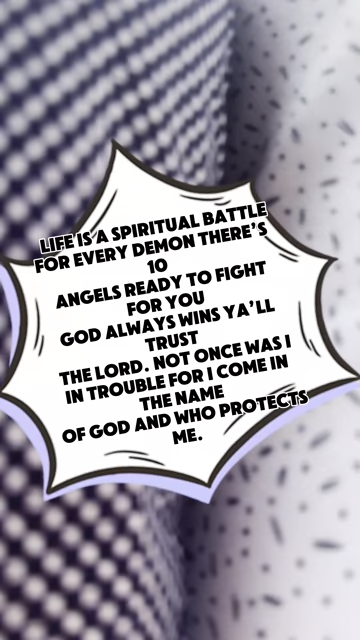 LIFE IS A SPIRITUAL BATTLE
FOR EVERY DEMON THERE'S
10
ANGELS READY TO FIGHT
FOR YOU
GOD ALWAYS WINS YA'LL
TRUST
THE LORD. NOT ONCE WAS I
IN TROUBLE FOR I COME IN
THE NAME
OF GOD AND WHO PROTECTS
ME.